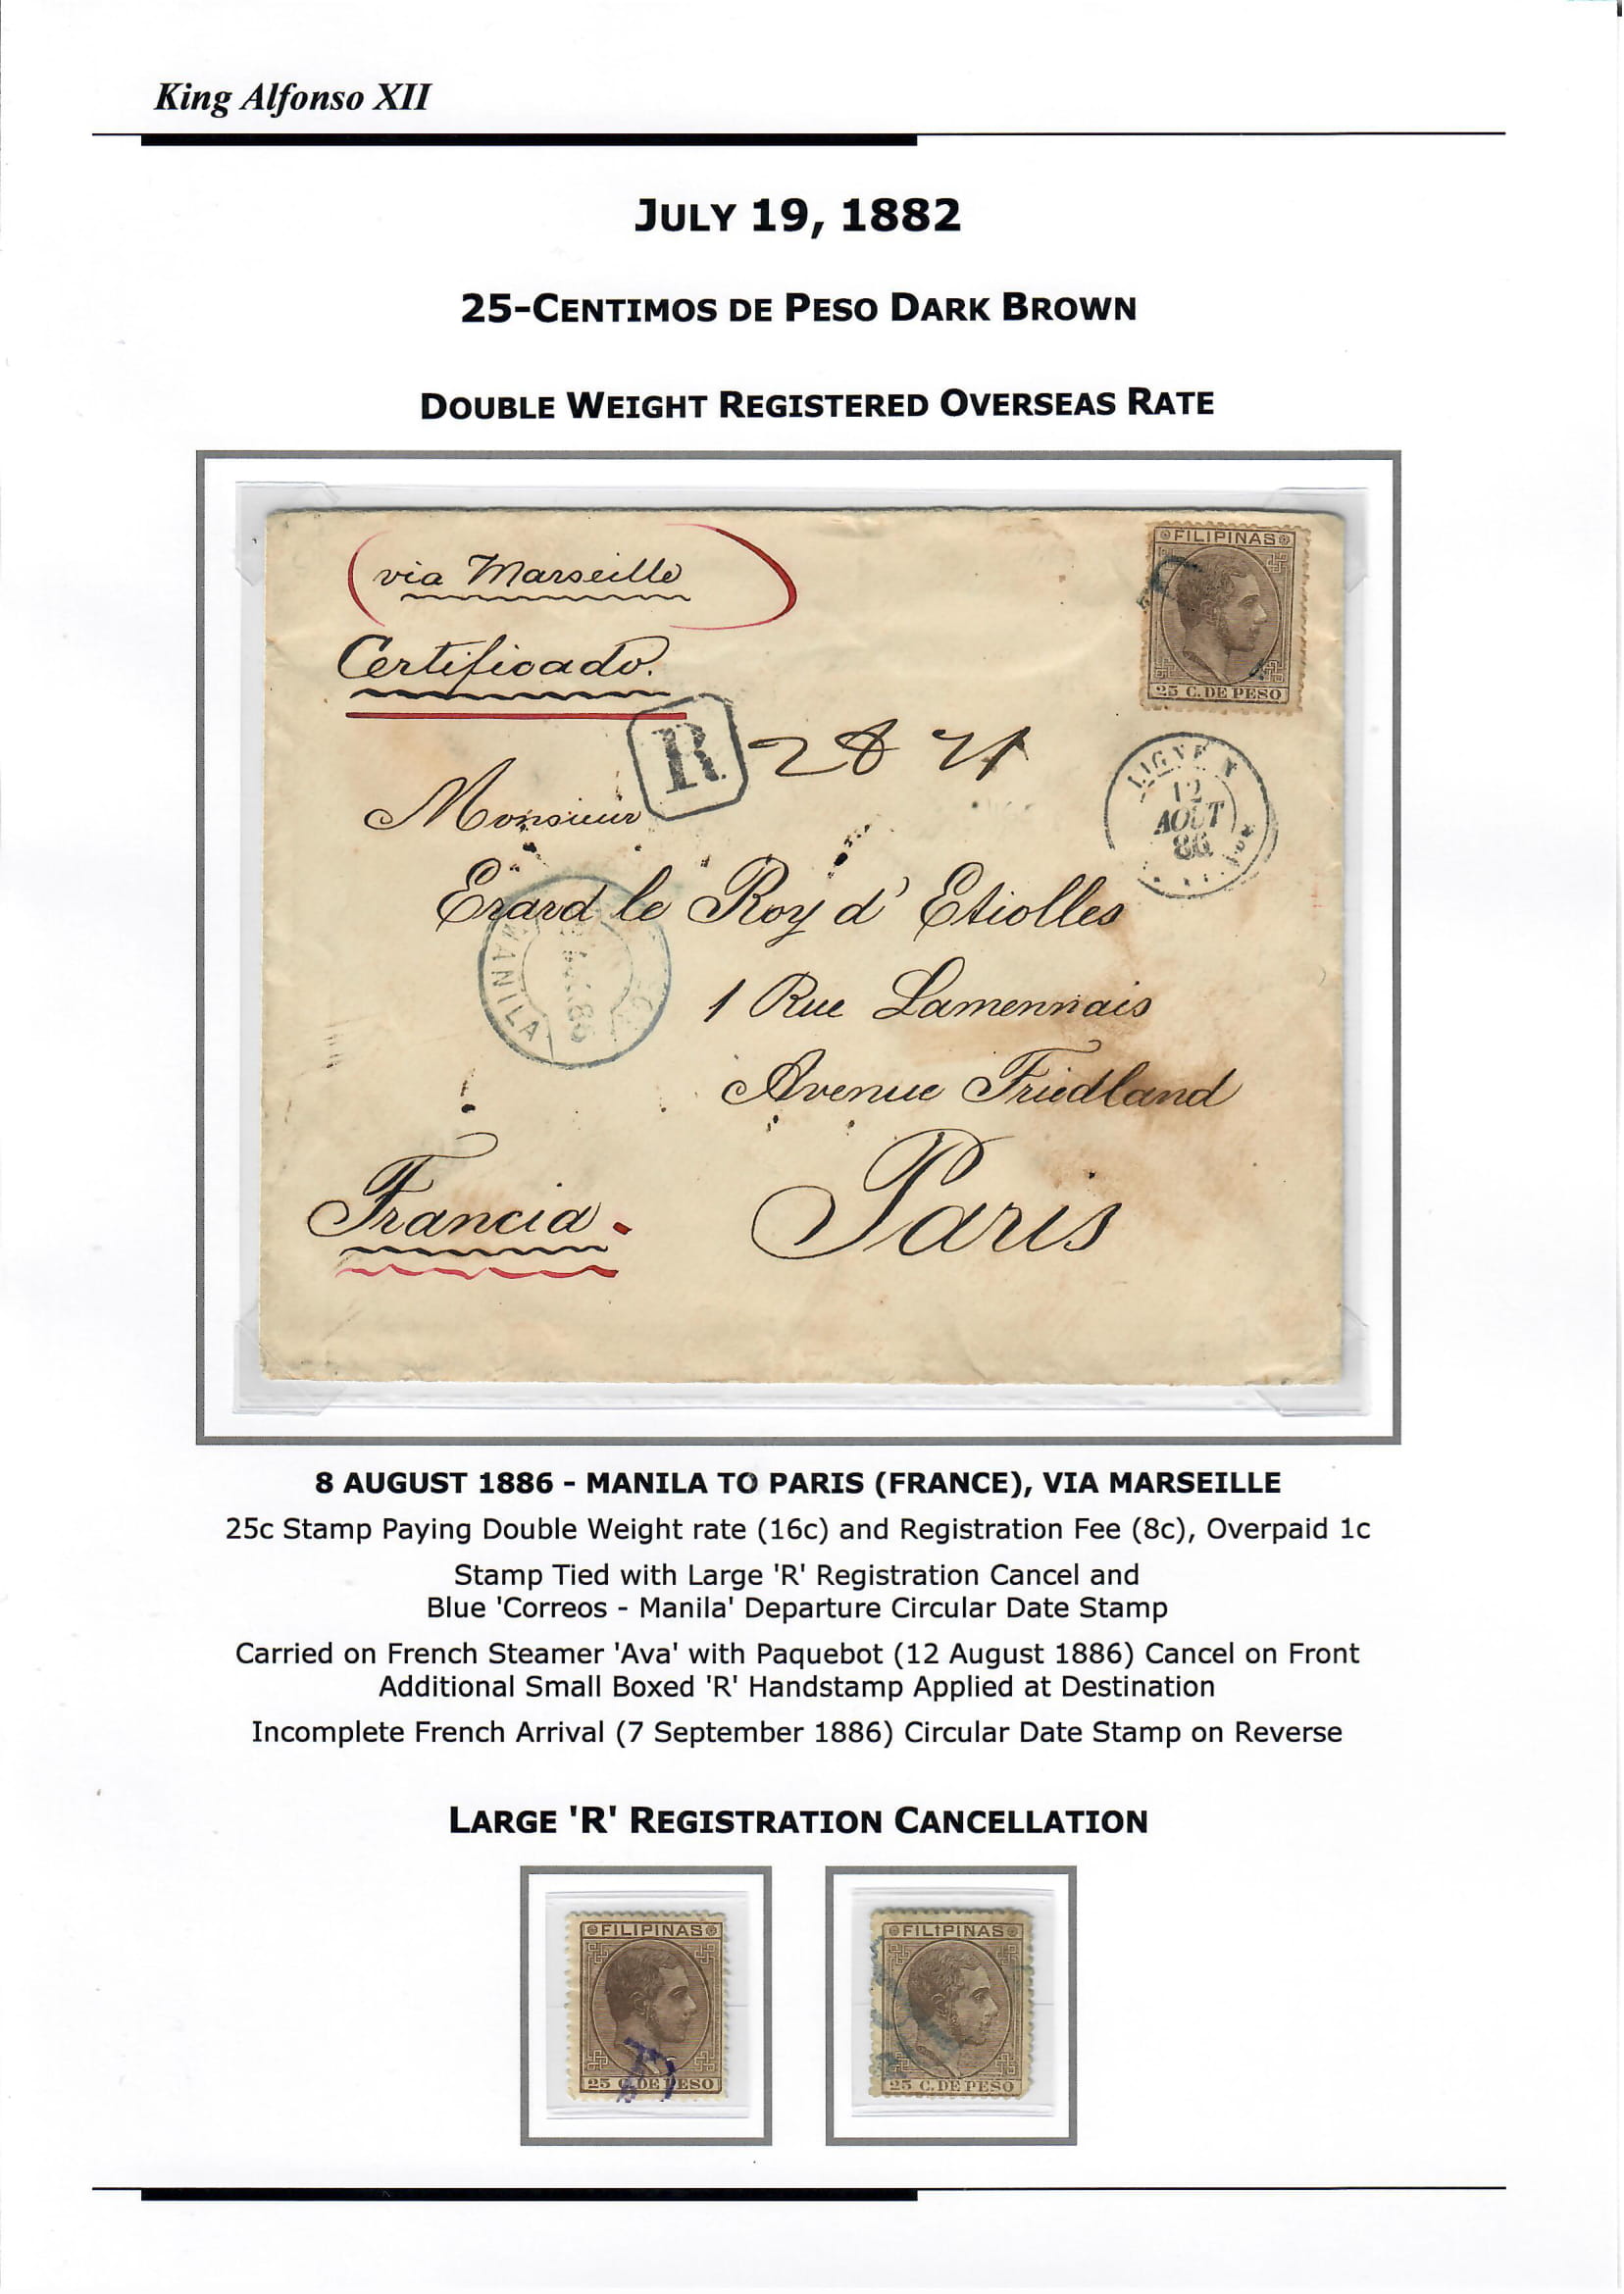 King Alfonso XII
JULY 19, 1882
25-CENTIMOS DE PESO DARK BROWN
DOUBLE WEIGHT REGISTERED OVERSEAS RATE
via Marseille
Certificado.
FILIPINAS
25 C. DE PESO
R
Monsieur
LIGNE N
12
AOUT
86
Erard le Roy d' Etiolles
MANILA
1 Rue Lamennais
Avenue Friedland
Francia.
Paris
8 AUGUST 1886 - MANILA TO PARIS (FRANCE), VIA MARSEILLE
25c Stamp Paying Double Weight rate (16c) and Registration Fee (8c), Overpaid 1c
Stamp Tied with Large 'R' Registration Cancel and
Blue 'Correos - Manila' Departure Circular Date Stamp
Carried on French Steamer 'Ava' with Paquebot (12 August 1886) Cancel on Front
Additional Small Boxed 'R' Handstamp Applied at Destination
Incomplete French Arrival (7 September 1886) Circular Date Stamp on Reverse
LARGE 'R' REGISTRATION CANCELLATION
FILIPINAS
25 C. DE PESO
FILIPINAS
25 C. DE PESO